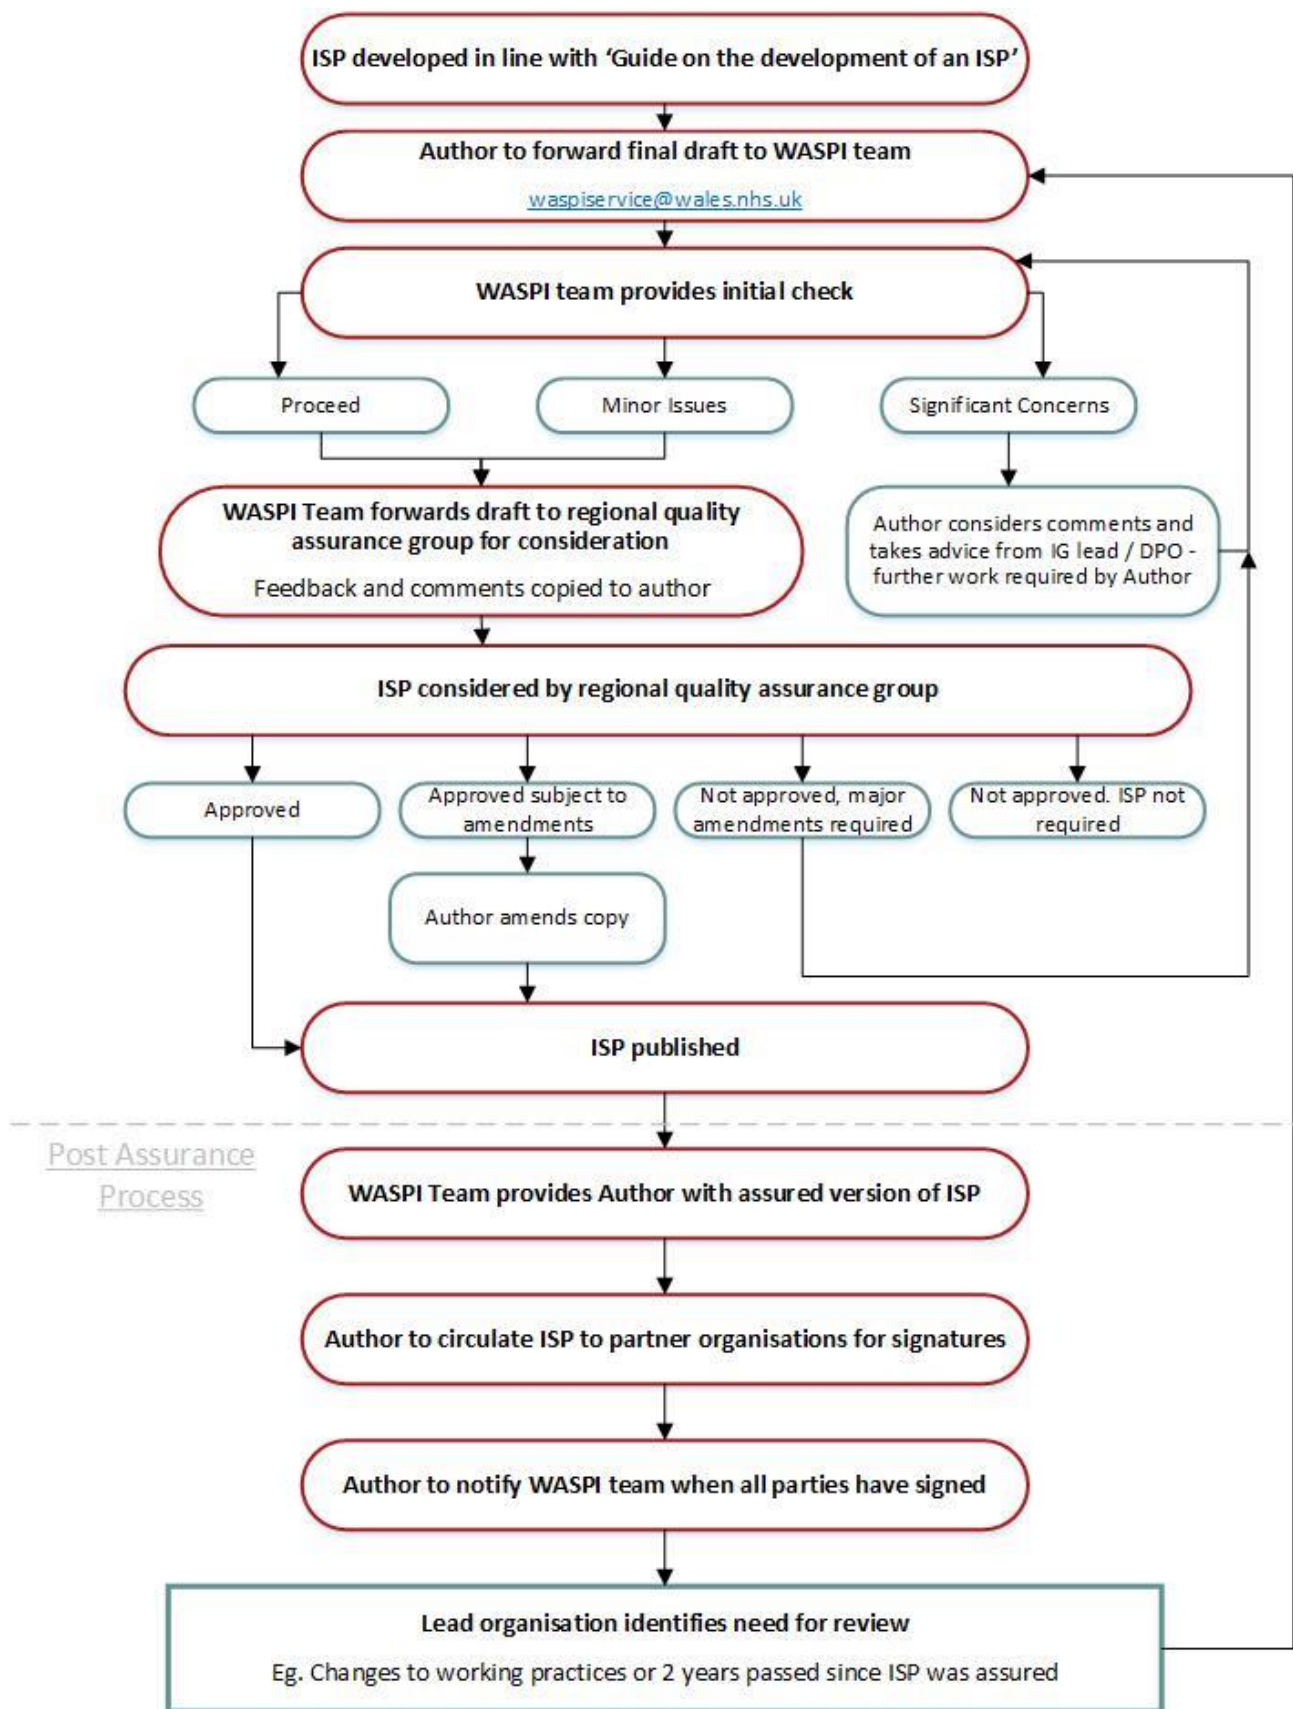 ISP developed in line with ‘Guide on the development of an ISP’
Author to forward final draft to WASPI team
waspiservice@wales.nhs.uk
WASPI team provides initial check
Proceed
Minor Issues
Significant Concerns
WASPI Team forwards draft to regional quality
assurance group for consideration
Feedback and comments copied to author
Author considers comments and
takes advice from IG lead / DPO -
further work required by Author
ISP considered by regional quality assurance group
Approved
Approved subject to
amendments
Not approved, major
amendments required
Not approved. ISP not
required
Author amends copy
ISP published
Post Assurance
Process
WASPI Team provides Author with assured version of ISP
Author to circulate ISP to partner organisations for signatures
Author to notify WASPI team when all parties have signed
Lead organisation identifies need for review
Eg. Changes to working practices or 2 years passed since ISP was assured